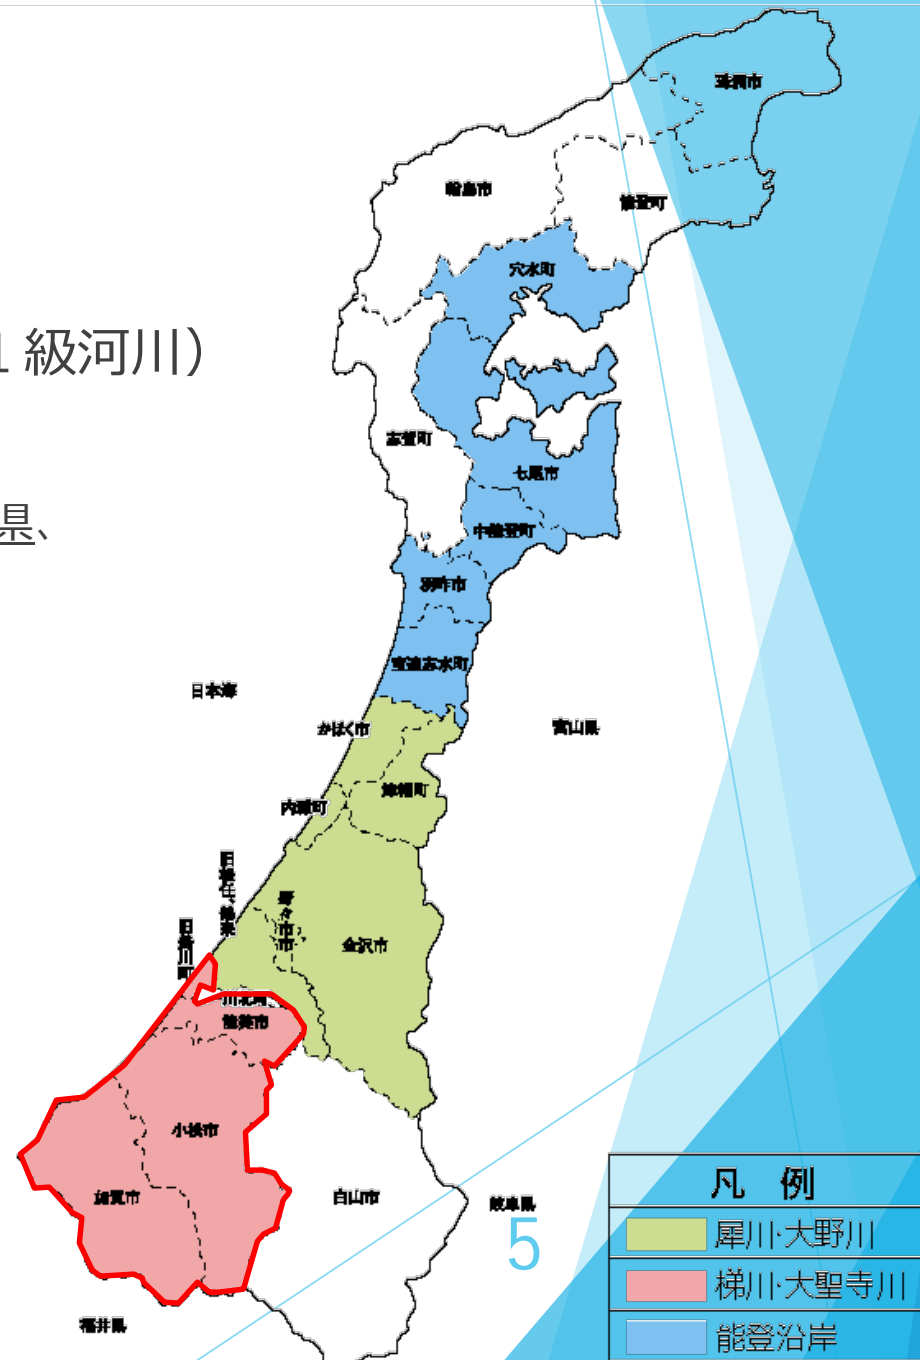 珠洲市
輪島市
能登町
穴水町
1 級河川）
志賀町
七尾市
県、
中能登町
羽咋市
宝達志水町
日本海
かほく市
富山県
津幡町
内灘町
野々市市
金沢市
川北町、
能美市
小松市
加賀市
白山市
岐阜県
福井県
5
凡 例
犀川・大野川
梯川・大聖寺川
能登沿岸